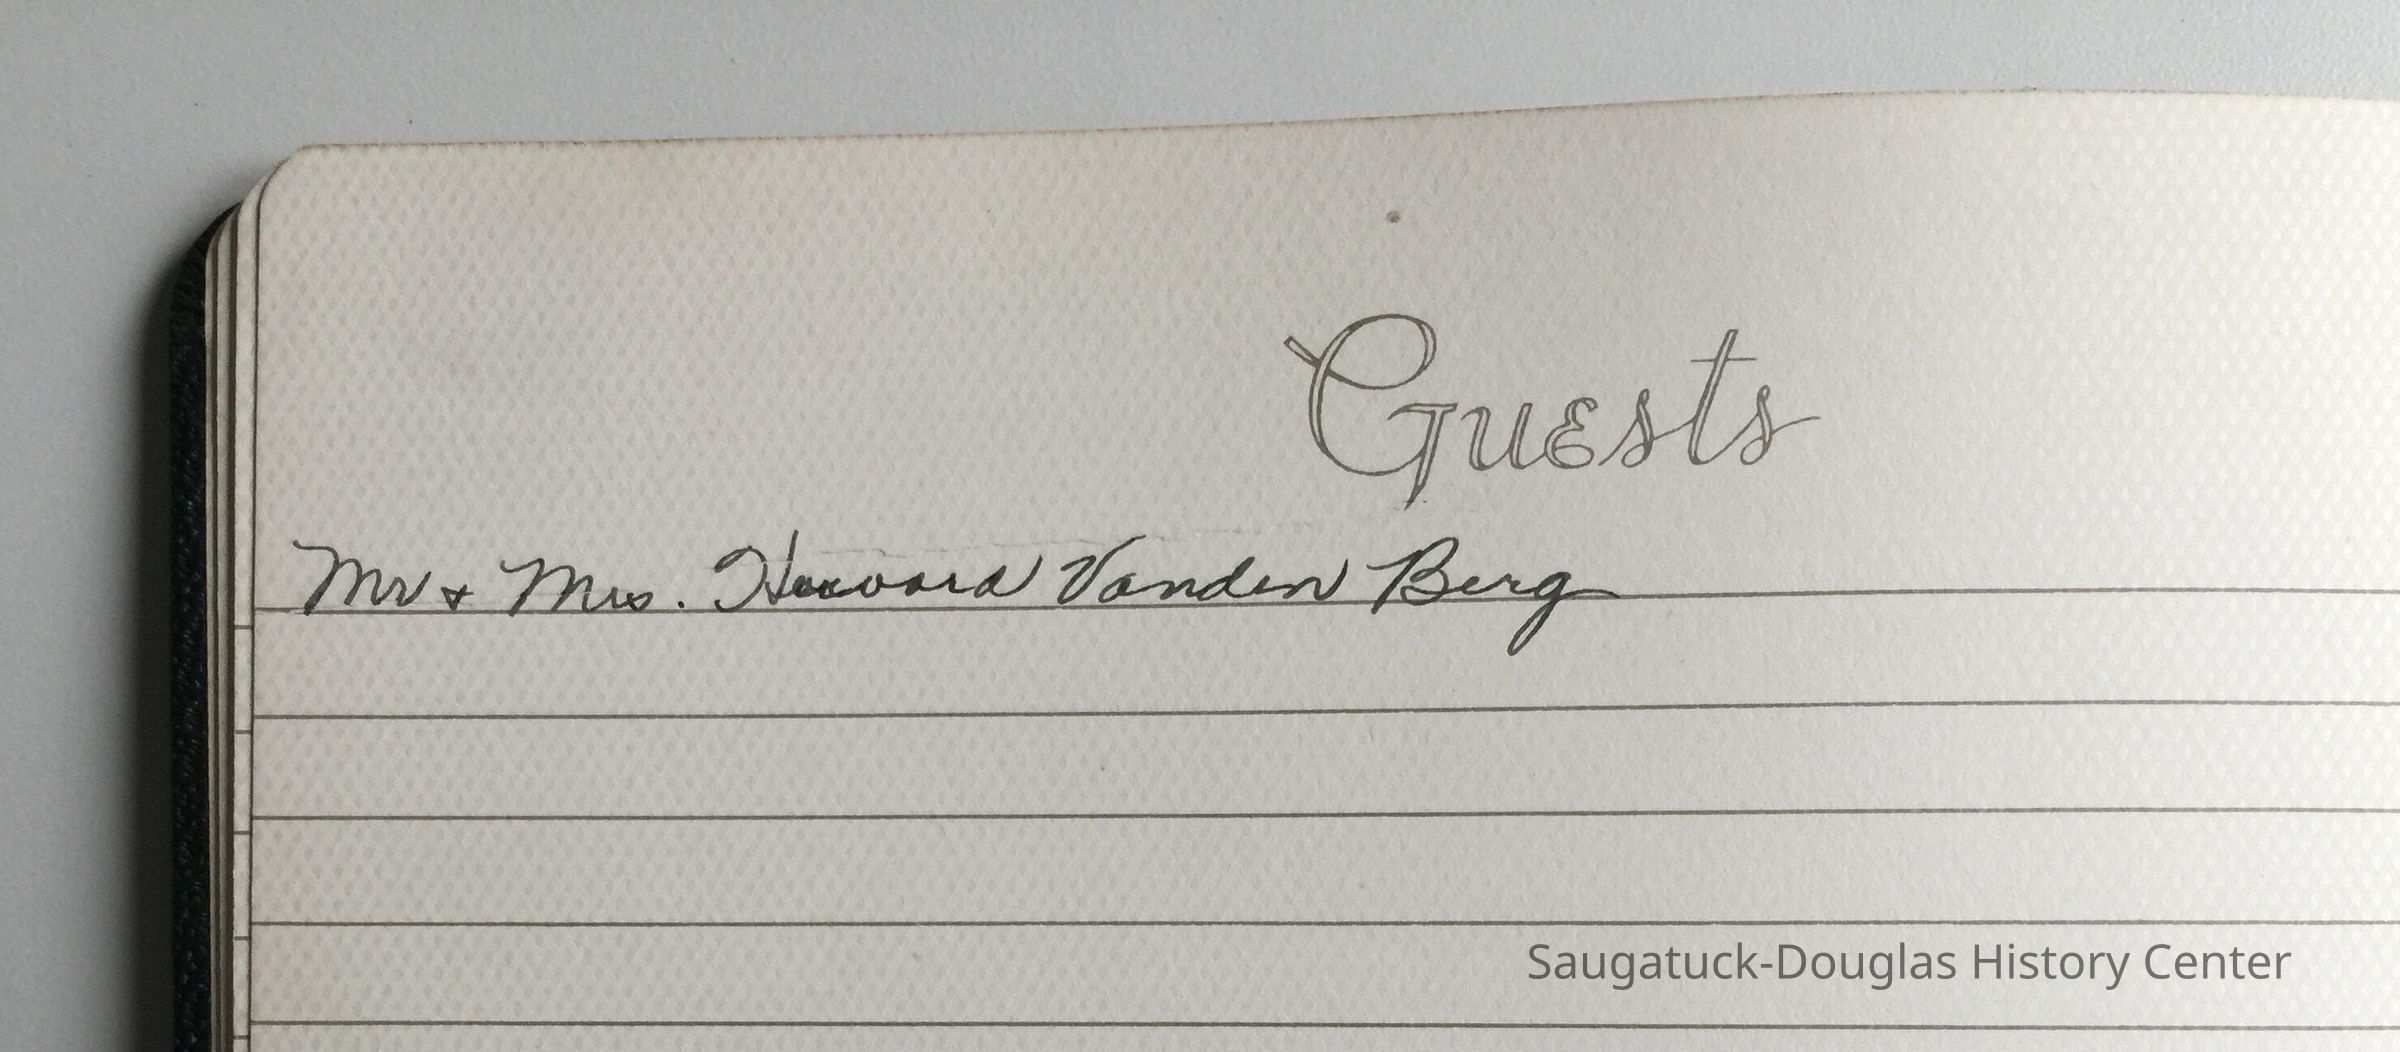 Guests
Mr & Mrs. Howard Vanden Berg
Saugatuck-Douglas History Center